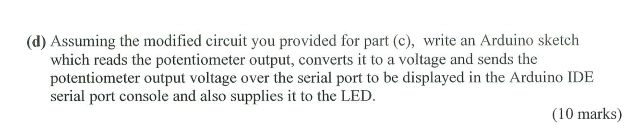 (d) Assuming the modified circuit you provided for part (c), write an Arduino sketch
which reads the potentiometer output, converts it to a voltage and sends the
potentiometer output voltage over the serial port to be displayed in the Arduino IDE
serial port console and also supplies it to the LED.
(10 marks)